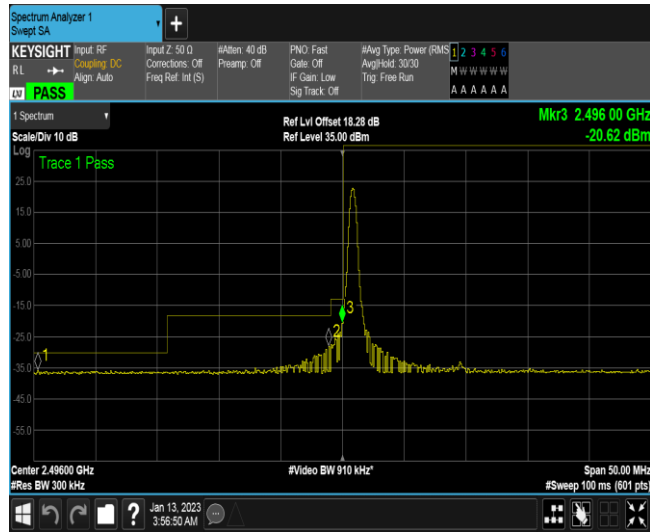 Spectrum Analyzer 1
Swept SA
+
KEYSIGHT
RL
LXI PASS
Input: RF
Coupling: DC
Align: Auto
Input Z: 50 Ω
Corrections: Off
Freq Ref: Int (S)
#Atten: 40 dB
Preamp: Off
PNO: Fast
Gate: Off
IF Gain: Low
Sig Track: Off
#Avg Type: Power (RMS
Avg|Hold: 30/30
Trig: Free Run
1 2 3 4 5 6
M W W W W W
A A A A A A
1 Spectrum
Scale/Div 10 dB
Ref Lvl Offset 18.28 dB
Ref Level 35.00 dBm
Mkr3 2.496 00 GHz
-20.62 dBm
Log
Trace 1 Pass
25.0
15.0
5.00
-5.00
-15.0
-25.0
-35.0
-45.0
-55.0
1
2
3
Center 2.49600 GHz
#Res BW 300 kHz
#Video BW 910 kHz*
Span 50.00 MHz
#Sweep 100 ms (601 pts)
?
Jan 13, 2023
3:56:50 AM